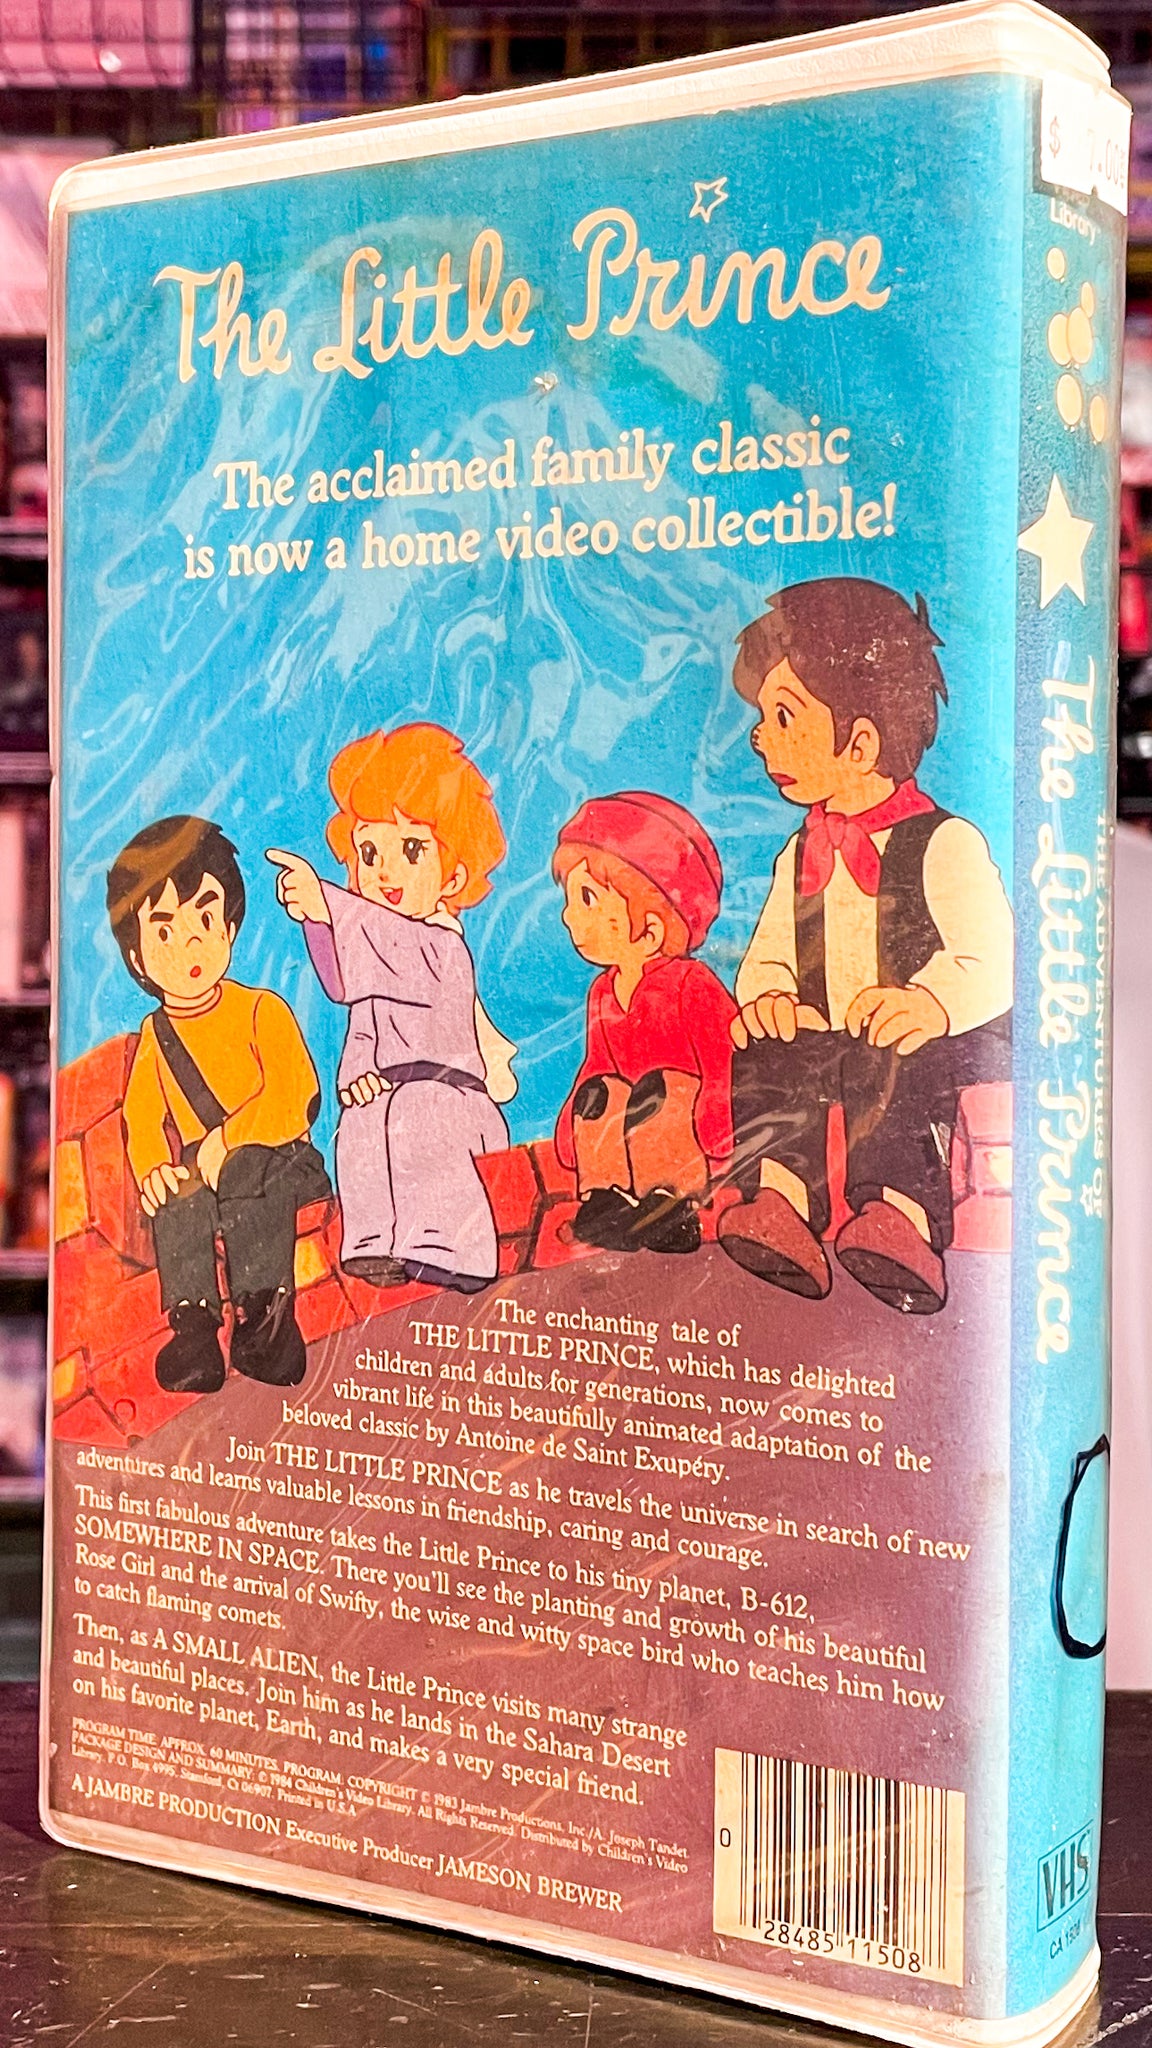 The Little Prince
The acclaimed family classic
is now a home video collectible!
The enchanting tale of
THE LITTLE PRINCE, which has delighted
children and adults for generations, now comes to
vibrant life in this beautifully animated adaptation of the
beloved classic by Antoine de Saint Exupéry.
Join THE LITTLE PRINCE as he travels the universe in search of new
adventures and learns valuable lessons in friendship, caring and courage.
This first fabulous adventure takes the Little Prince to his tiny planet, B-612,
SOMEWHERE IN SPACE. There you'll see the planting and growth of his beautiful
Rose Girl and the arrival of Swifty, the wise and witty space bird who teaches him how
to catch flaming comets.
Then, as A SMALL ALIEN, the Little Prince visits many strange
and beautiful places. Join him as he lands in the Sahara Desert
on his favorite planet, Earth, and makes a very special friend.
PROGRAM TIME APPROX. 60 MINUTES. PROGRAM: COPYRIGHT © 1983 Jambre Productions, Inc./A. Joseph Tandet.
PACKAGE DESIGN AND SUMMARY: © 1984 Children's Video Library. All Rights Reserved. Distributed by Children's Video
Library, P.O. Box 4995, Stamford, Ct 06907. Printed in U.S.A
A JAMBRE PRODUCTION Executive Producer JAMESON BREWER
0 28485 11508
$ 7.00
Library
THE ADVENTURES OF
The Little Prince
VHS
CA 1508